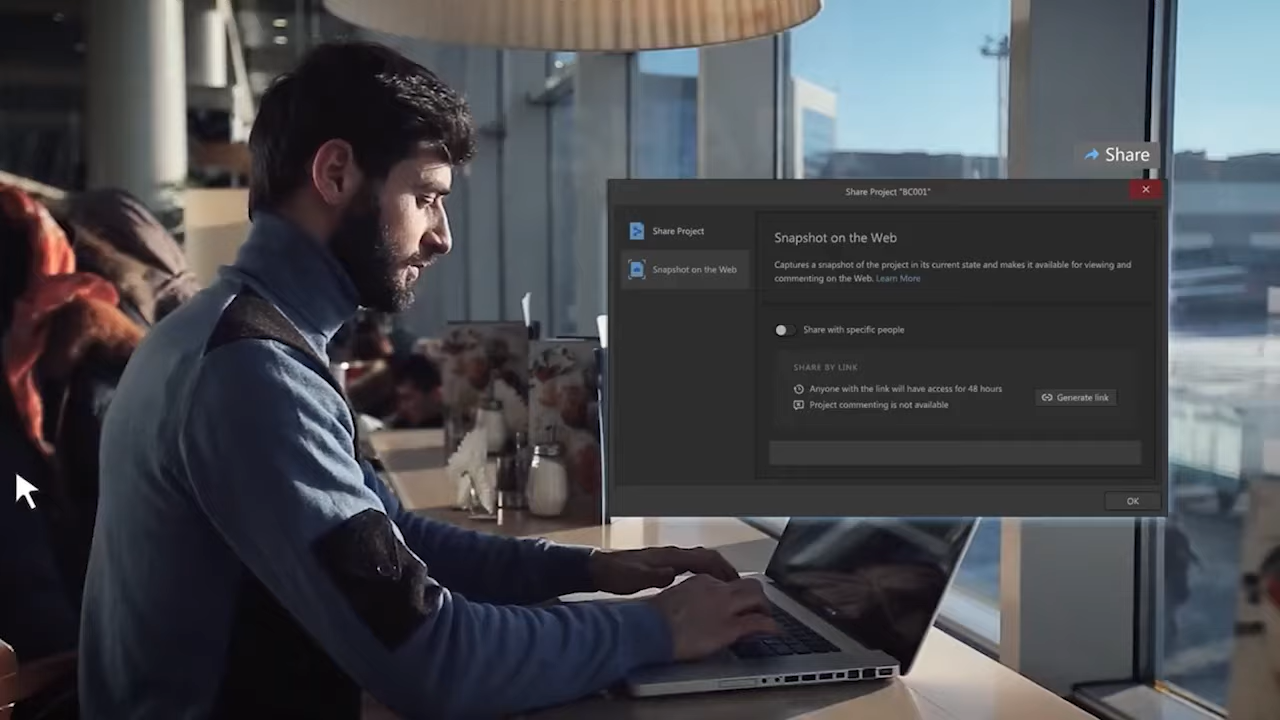 Share
Share Project "BC001"
Share Project
Snapshot on the Web
Snapshot on the Web
Captures a snapshot of the project in its current state and makes it available for viewing and
commenting on the Web. Learn More
Share with specific people
SHARE BY LINK
Anyone with the link will have access for 48 hours
Project commenting is not available
Generate link
OK